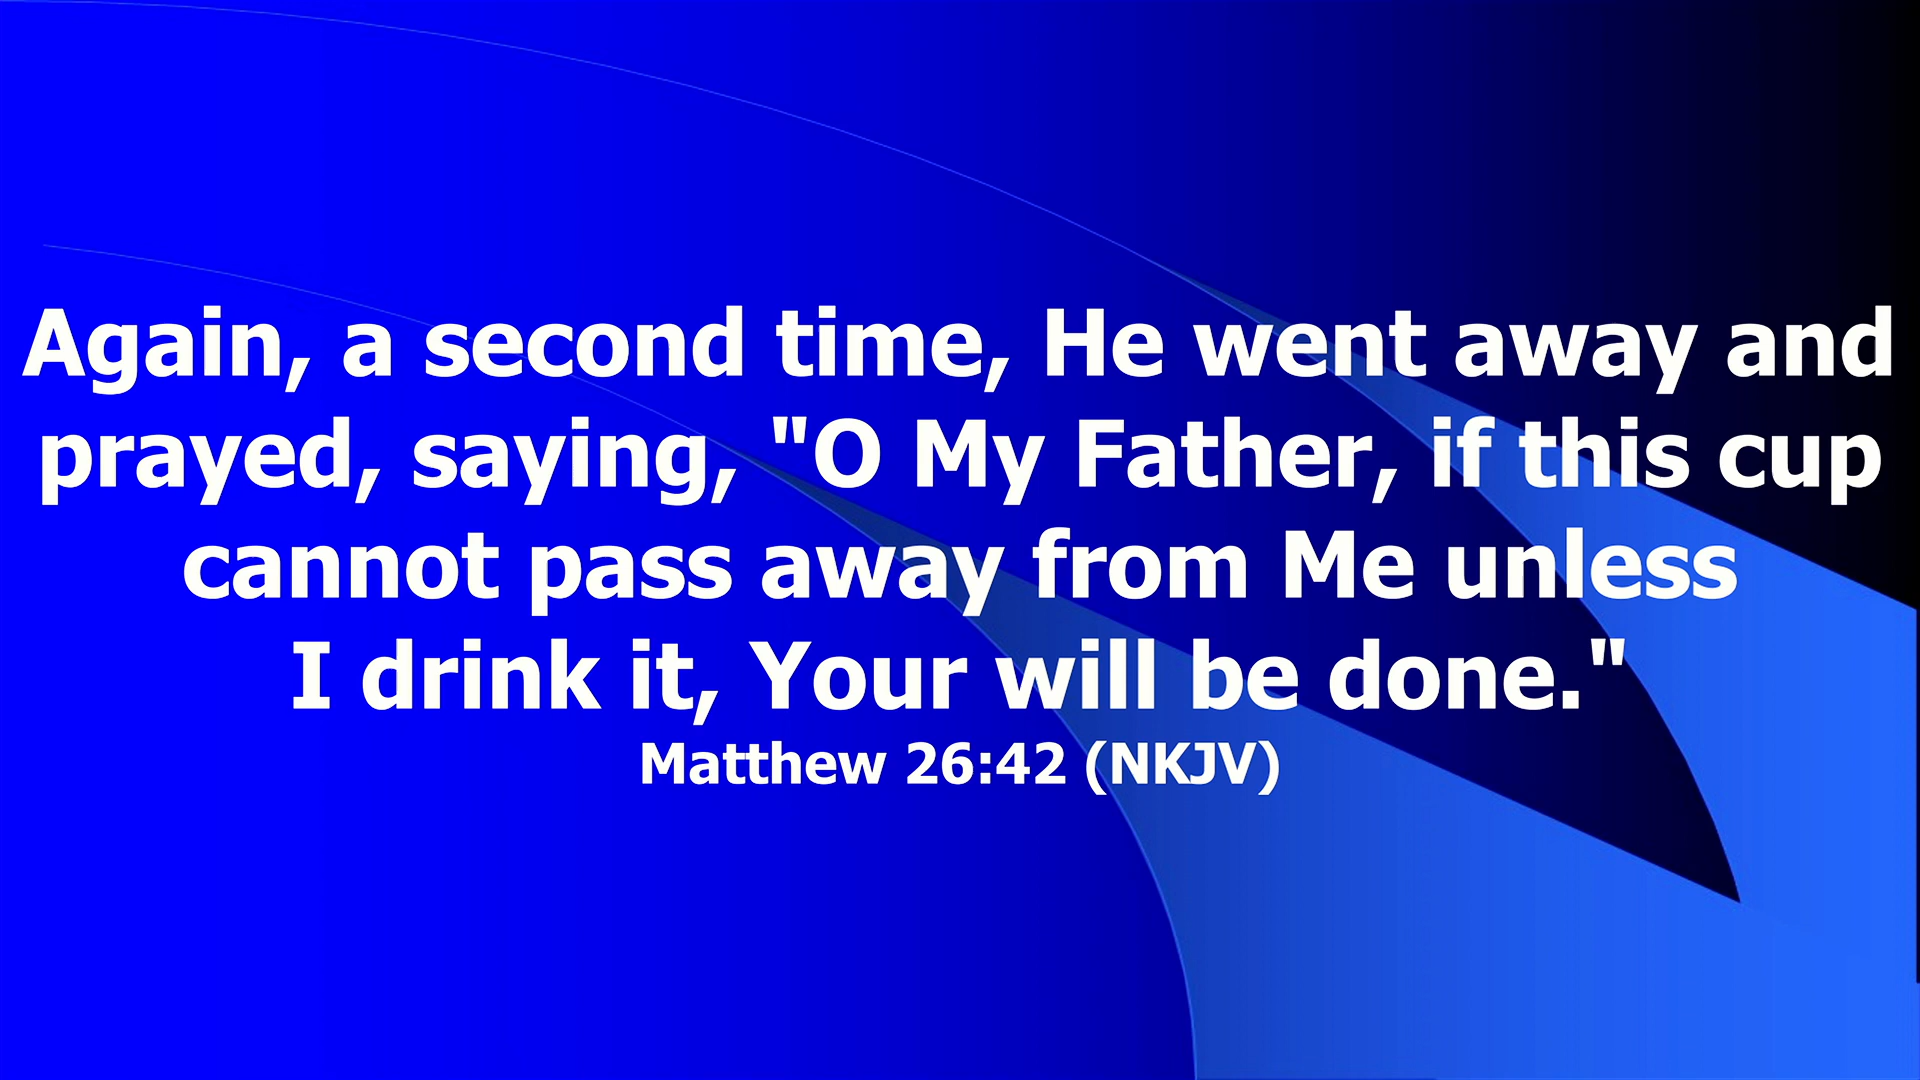 Again, a second time, He went away and
prayed, saying, "O My Father, if this cup
cannot pass away from Me unless
I drink it, Your will be done."
Matthew 26:42 (NKJV)